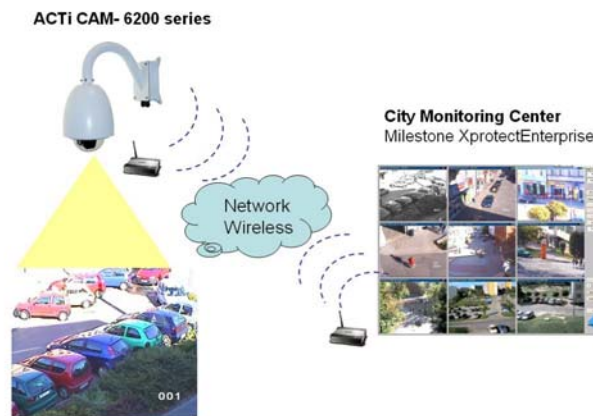 ACTi CAM- 6200 series
City Monitoring Center
Milestone XprotectEnterprise
Network
Wireless
001